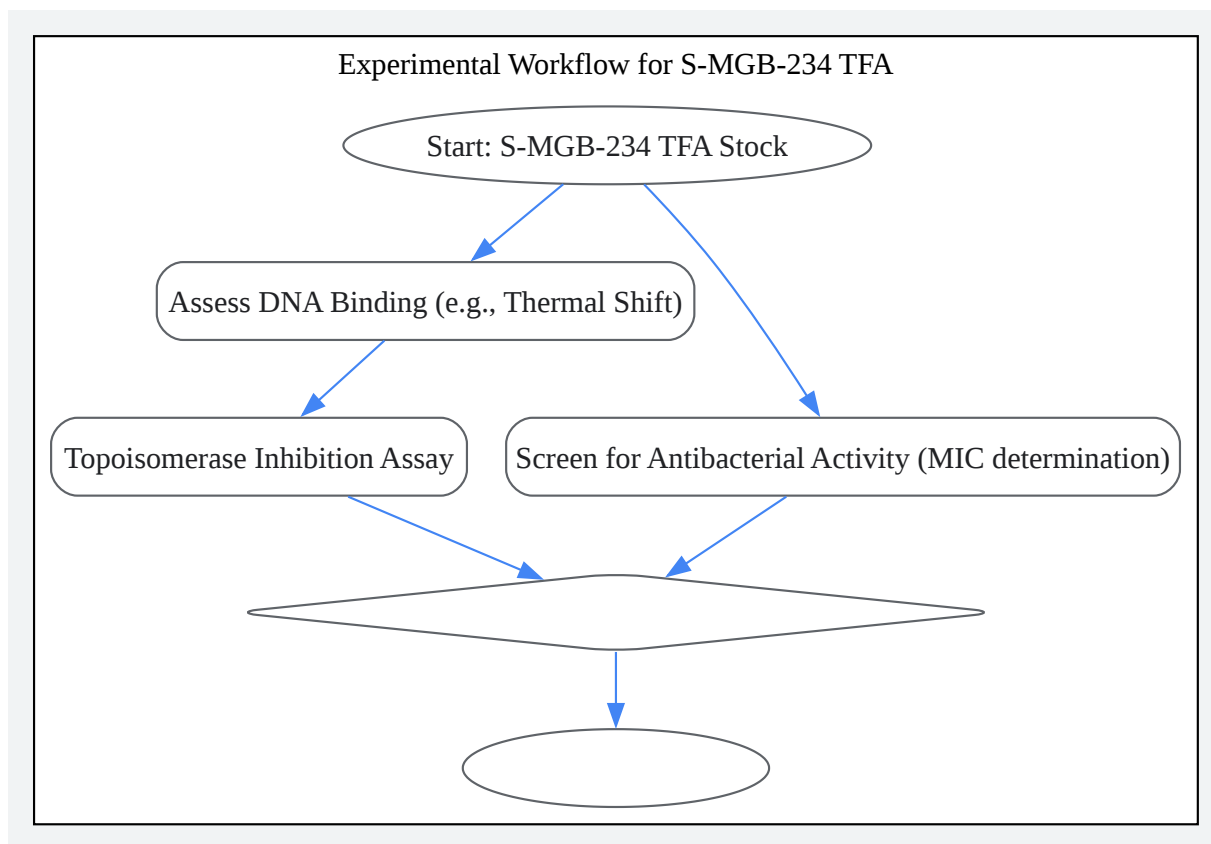 Experimental Workflow for S-MGB-234 TFA
Start: S-MGB-234 TFA Stock
Assess DNA Binding (e.g., Thermal Shift)
Topoisomerase Inhibition Assay
Screen for Antibacterial Activity (MIC determination)